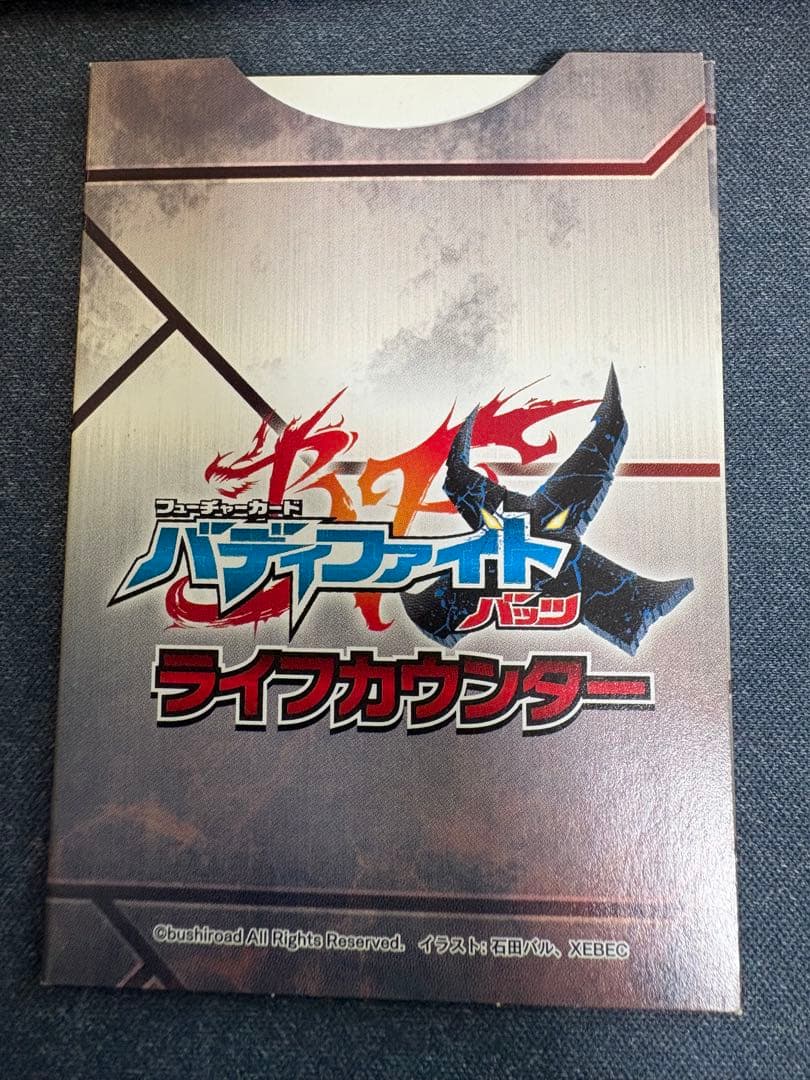 フューチャーカード
バディファイト
バッツ
ライフカウンター
©bushiroad All Rights Reserved. イラスト: 石田バル、XEBEC